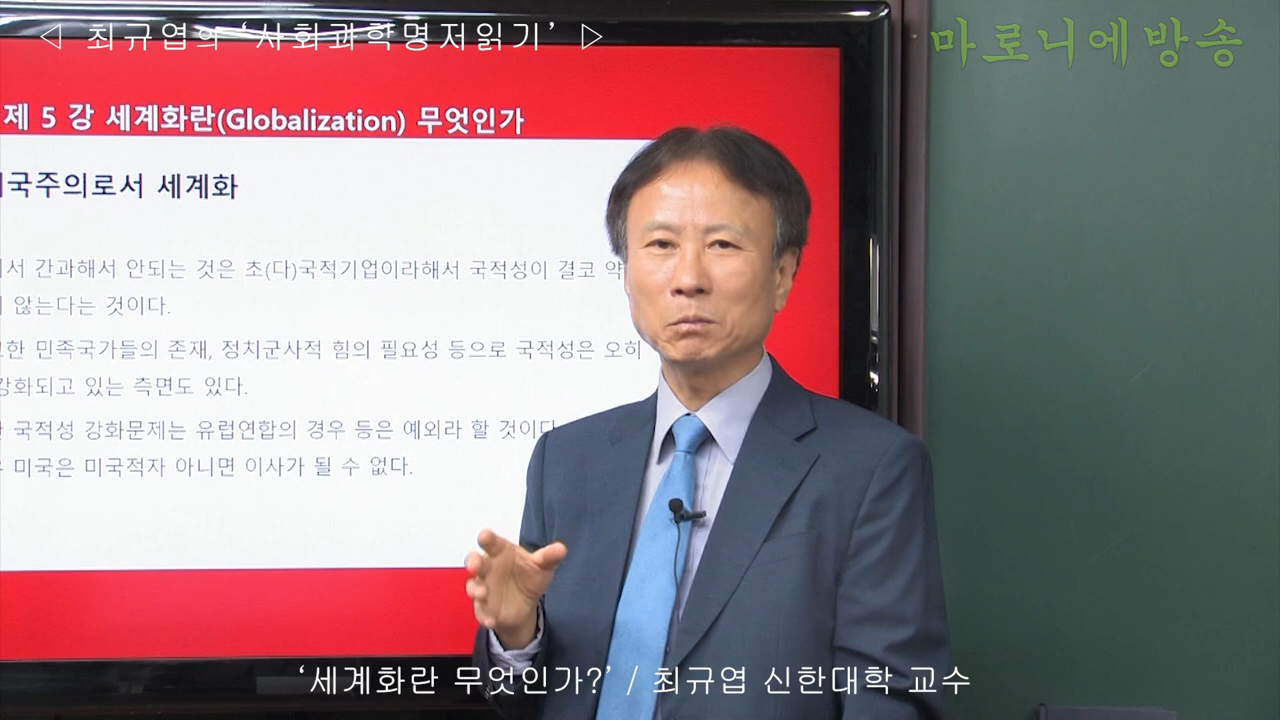 ◁ 최규엽의 ‘사회과학명저읽기’ ▷
마로니에방송
제 5 강 세계화란(Globalization) 무엇인가
국주의로서 세계화
서 간과해서 안되는 것은 초(다)국적기업이라해서 국적성이 결코 약
않는다는 것이다.
한 민족국가들의 존재, 정치군사적 힘의 필요성 등으로 국적성은 오히
강화되고 있는 측면도 있다.
국적성 강화문제는 유럽연합의 경우 등은 예외라 할 것이다
미국은 미국적자 아니면 이사가 될 수 없다.
‘세계화란 무엇인가?’ / 최규엽 신한대학 교수